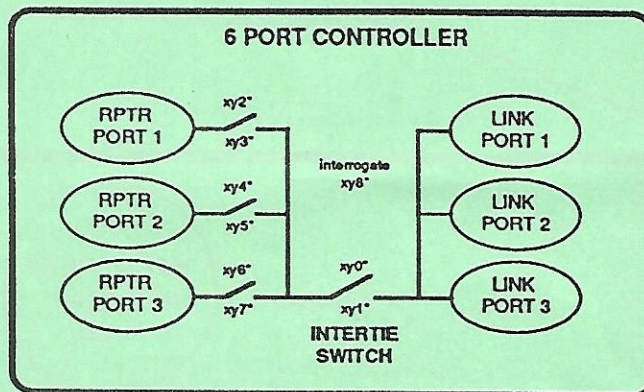 6 PORT CONTROLLER
RPTR
PORT 1
xy2*
xy3*
LINK
PORT 1
interrogate
xy8*
RPTR
PORT 2
xy4*
xy5*
LINK
PORT 2
RPTR
PORT 3
xy6*
xy7*
xy0*
xy1*
LINK
PORT 3
INTERTIE
SWITCH